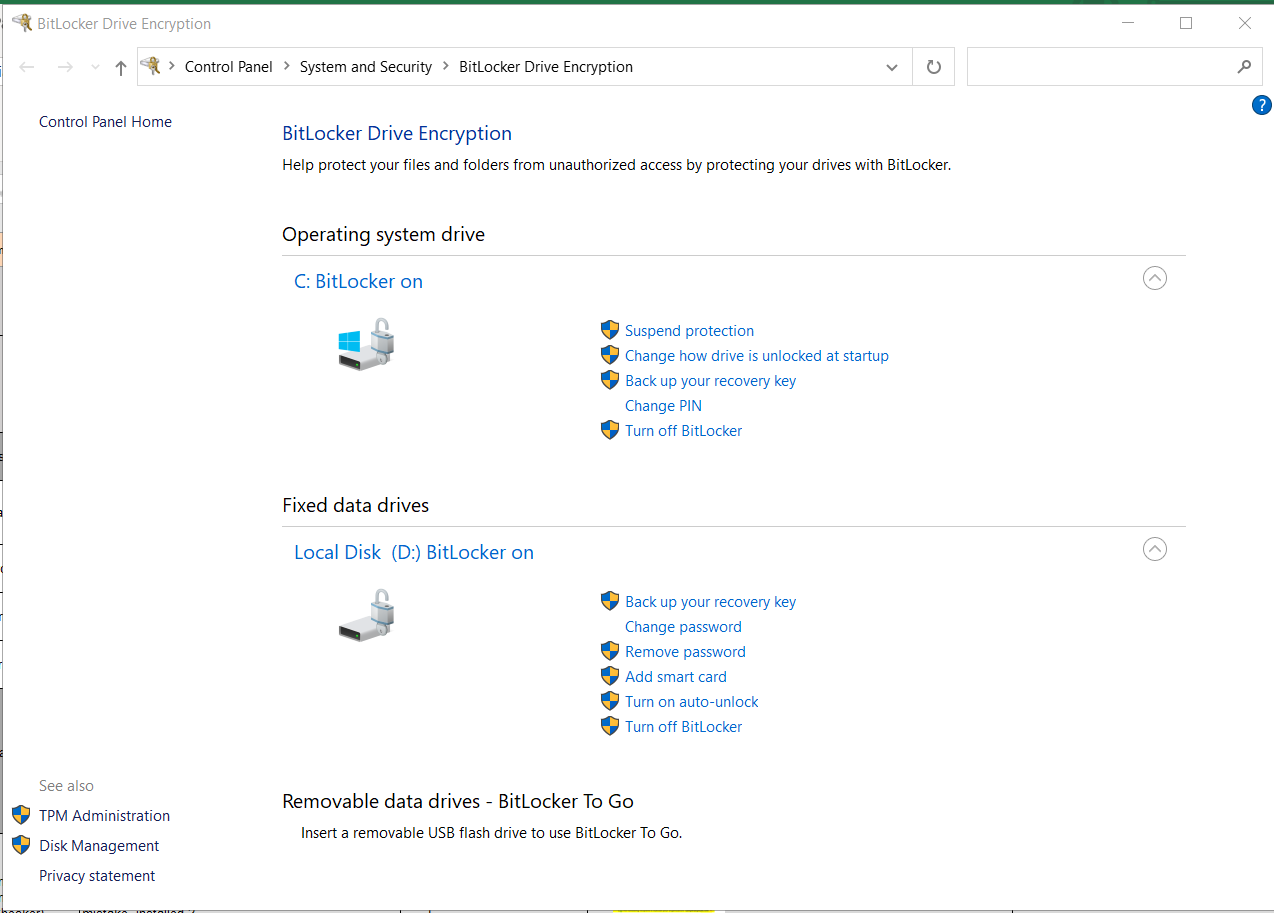 BitLocker Drive Encryption
Control Panel > System and Security > BitLocker Drive Encryption
?
Control Panel Home
BitLocker Drive Encryption
Help protect your files and folders from unauthorized access by protecting your drives with BitLocker.
Operating system drive
C: BitLocker on
Suspend protection
Change how drive is unlocked at startup
Back up your recovery key
Change PIN
Turn off BitLocker
Fixed data drives
Local Disk (D:) BitLocker on
Back up your recovery key
Change password
Remove password
Add smart card
Turn on auto-unlock
Turn off BitLocker
Removable data drives - BitLocker To Go
Insert a removable USB flash drive to use BitLocker To Go.
See also
TPM Administration
Disk Management
Privacy statement